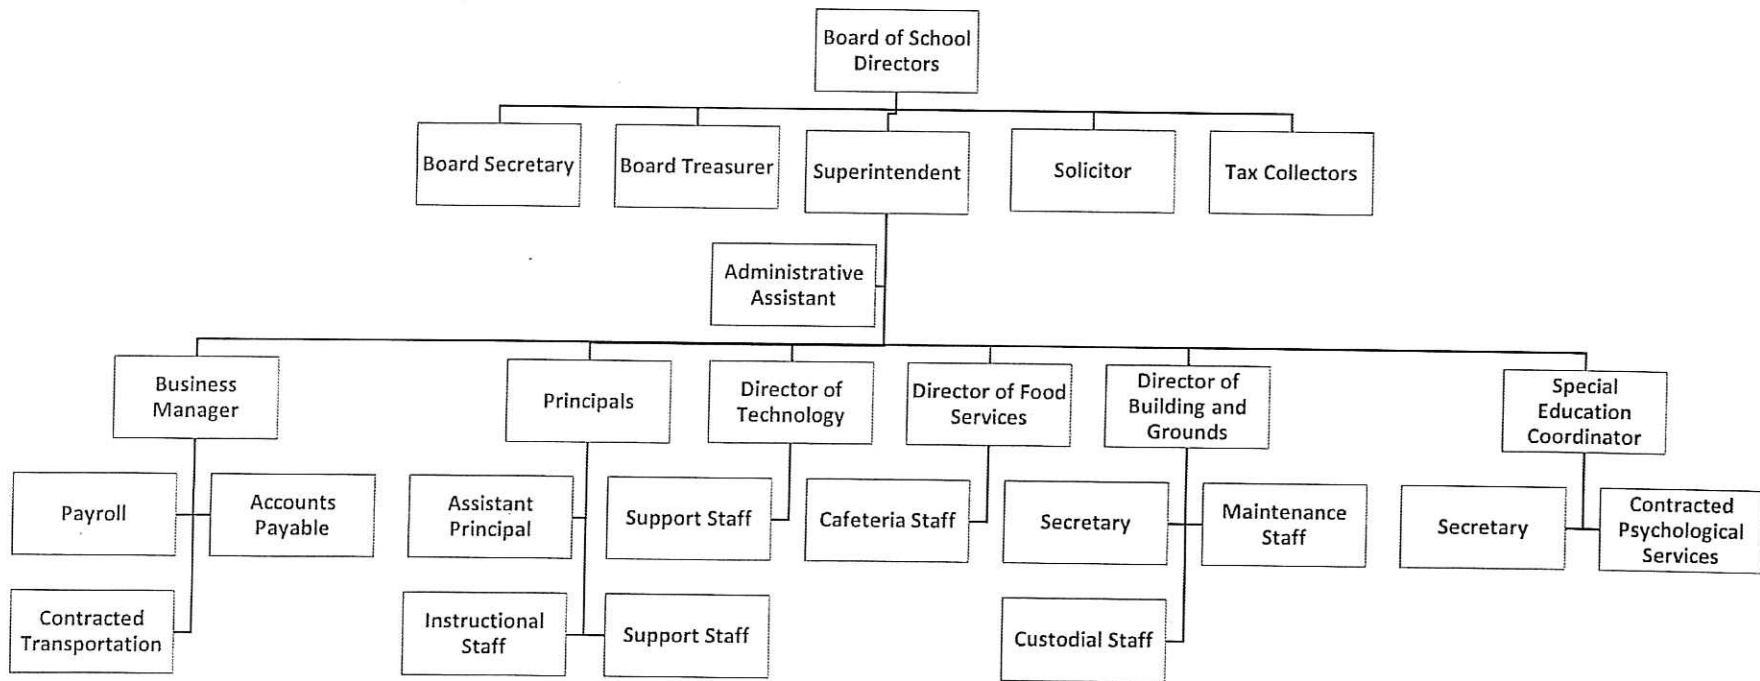 Board of School
Directors
Board Secretary
Board Treasurer
Superintendent
Solicitor
Tax Collectors
Administrative
Assistant
Business
Manager
Principals
Director of
Technology
Director of Food
Services
Director of
Building and
Grounds
Special
Education
Coordinator
Payroll
Accounts
Payable
Assistant
Principal
Support Staff
Cafeteria Staff
Secretary
Maintenance
Staff
Secretary
Contracted
Psychological
Services
Contracted
Transportation
Instructional
Staff
Support Staff
Custodial Staff